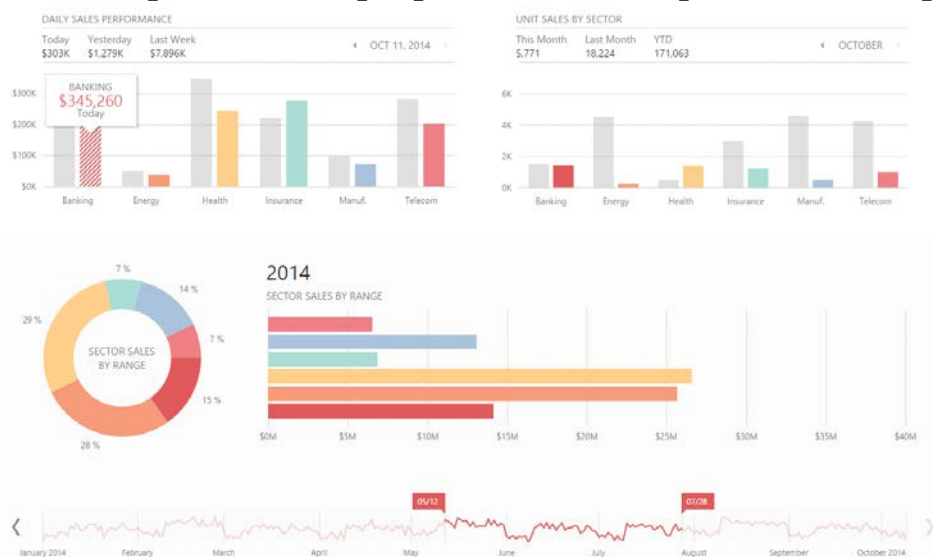 DAILY SALES PERFORMANCE
Today Yesterday Last Week
$303K $1,279K $7,896K
OCT 11. 2014
$300K
$200K
$100K
$0K
BANKING
$345,260
Today
Banking Energy Health Insurance Manuf. Telecom
UNIT SALES BY SECTOR
This Month Last Month YTD
5,771 18,224 171,063
OCTOBER
6K
4K
2K
0K
Banking Energy Health Insurance Manuf. Telecom
7 %
14 %
29 %
7 %
15 %
28 %
SECTOR SALES
BY RANGE
2014
SECTOR SALES BY RANGE
$0M $5M $10M $15M $20M $25M $30M $35M $40M
05/12 07/28
January 2014 February March April May June July August September October 2014